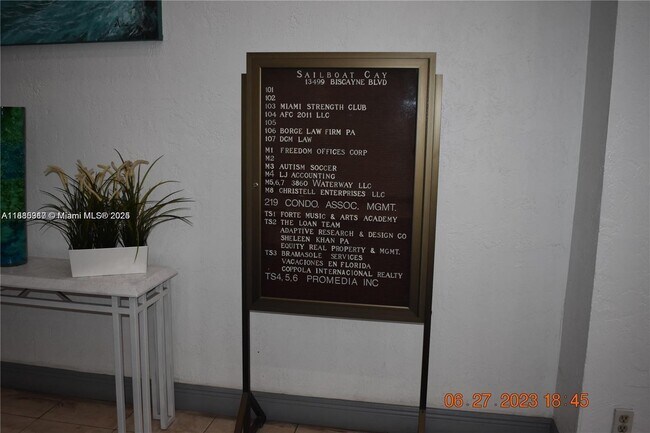 SAILBOAT CAY
13499 BISCAYNE BLVD
101
102
103 MIAMI STRENGTH CLUB
104 AFC 2011 LLC
105
106 BORGE LAW FIRM PA
107 DCM LAW
M1 FREEDOM OFFICES CORP
M2
M3 AUTISM SOCCER
M4 LJ ACCOUNTING
M5,6,7 3860 WATERWAY LLC
M8 CHRISTELL ENTERPRISES LLC
219 CONDO. ASSOC. MGMT.
TS1 FORTE MUSIC & ARTS ACADEMY
TS2 THE LOAN TEAM
ADAPTIVE RESEARCH & DESIGN CO
SHELEEN KHAN PA
EQUITY REAL PROPERTY & MGMT.
TS3 BRAMASOLE SERVICES
VACACIONES EN FLORIDA
COPPOLA INTERNACIONAL REALTY
TS4,5,6 PROMEDIA INC
© Miami MLS ©
06-27-2023 18:45